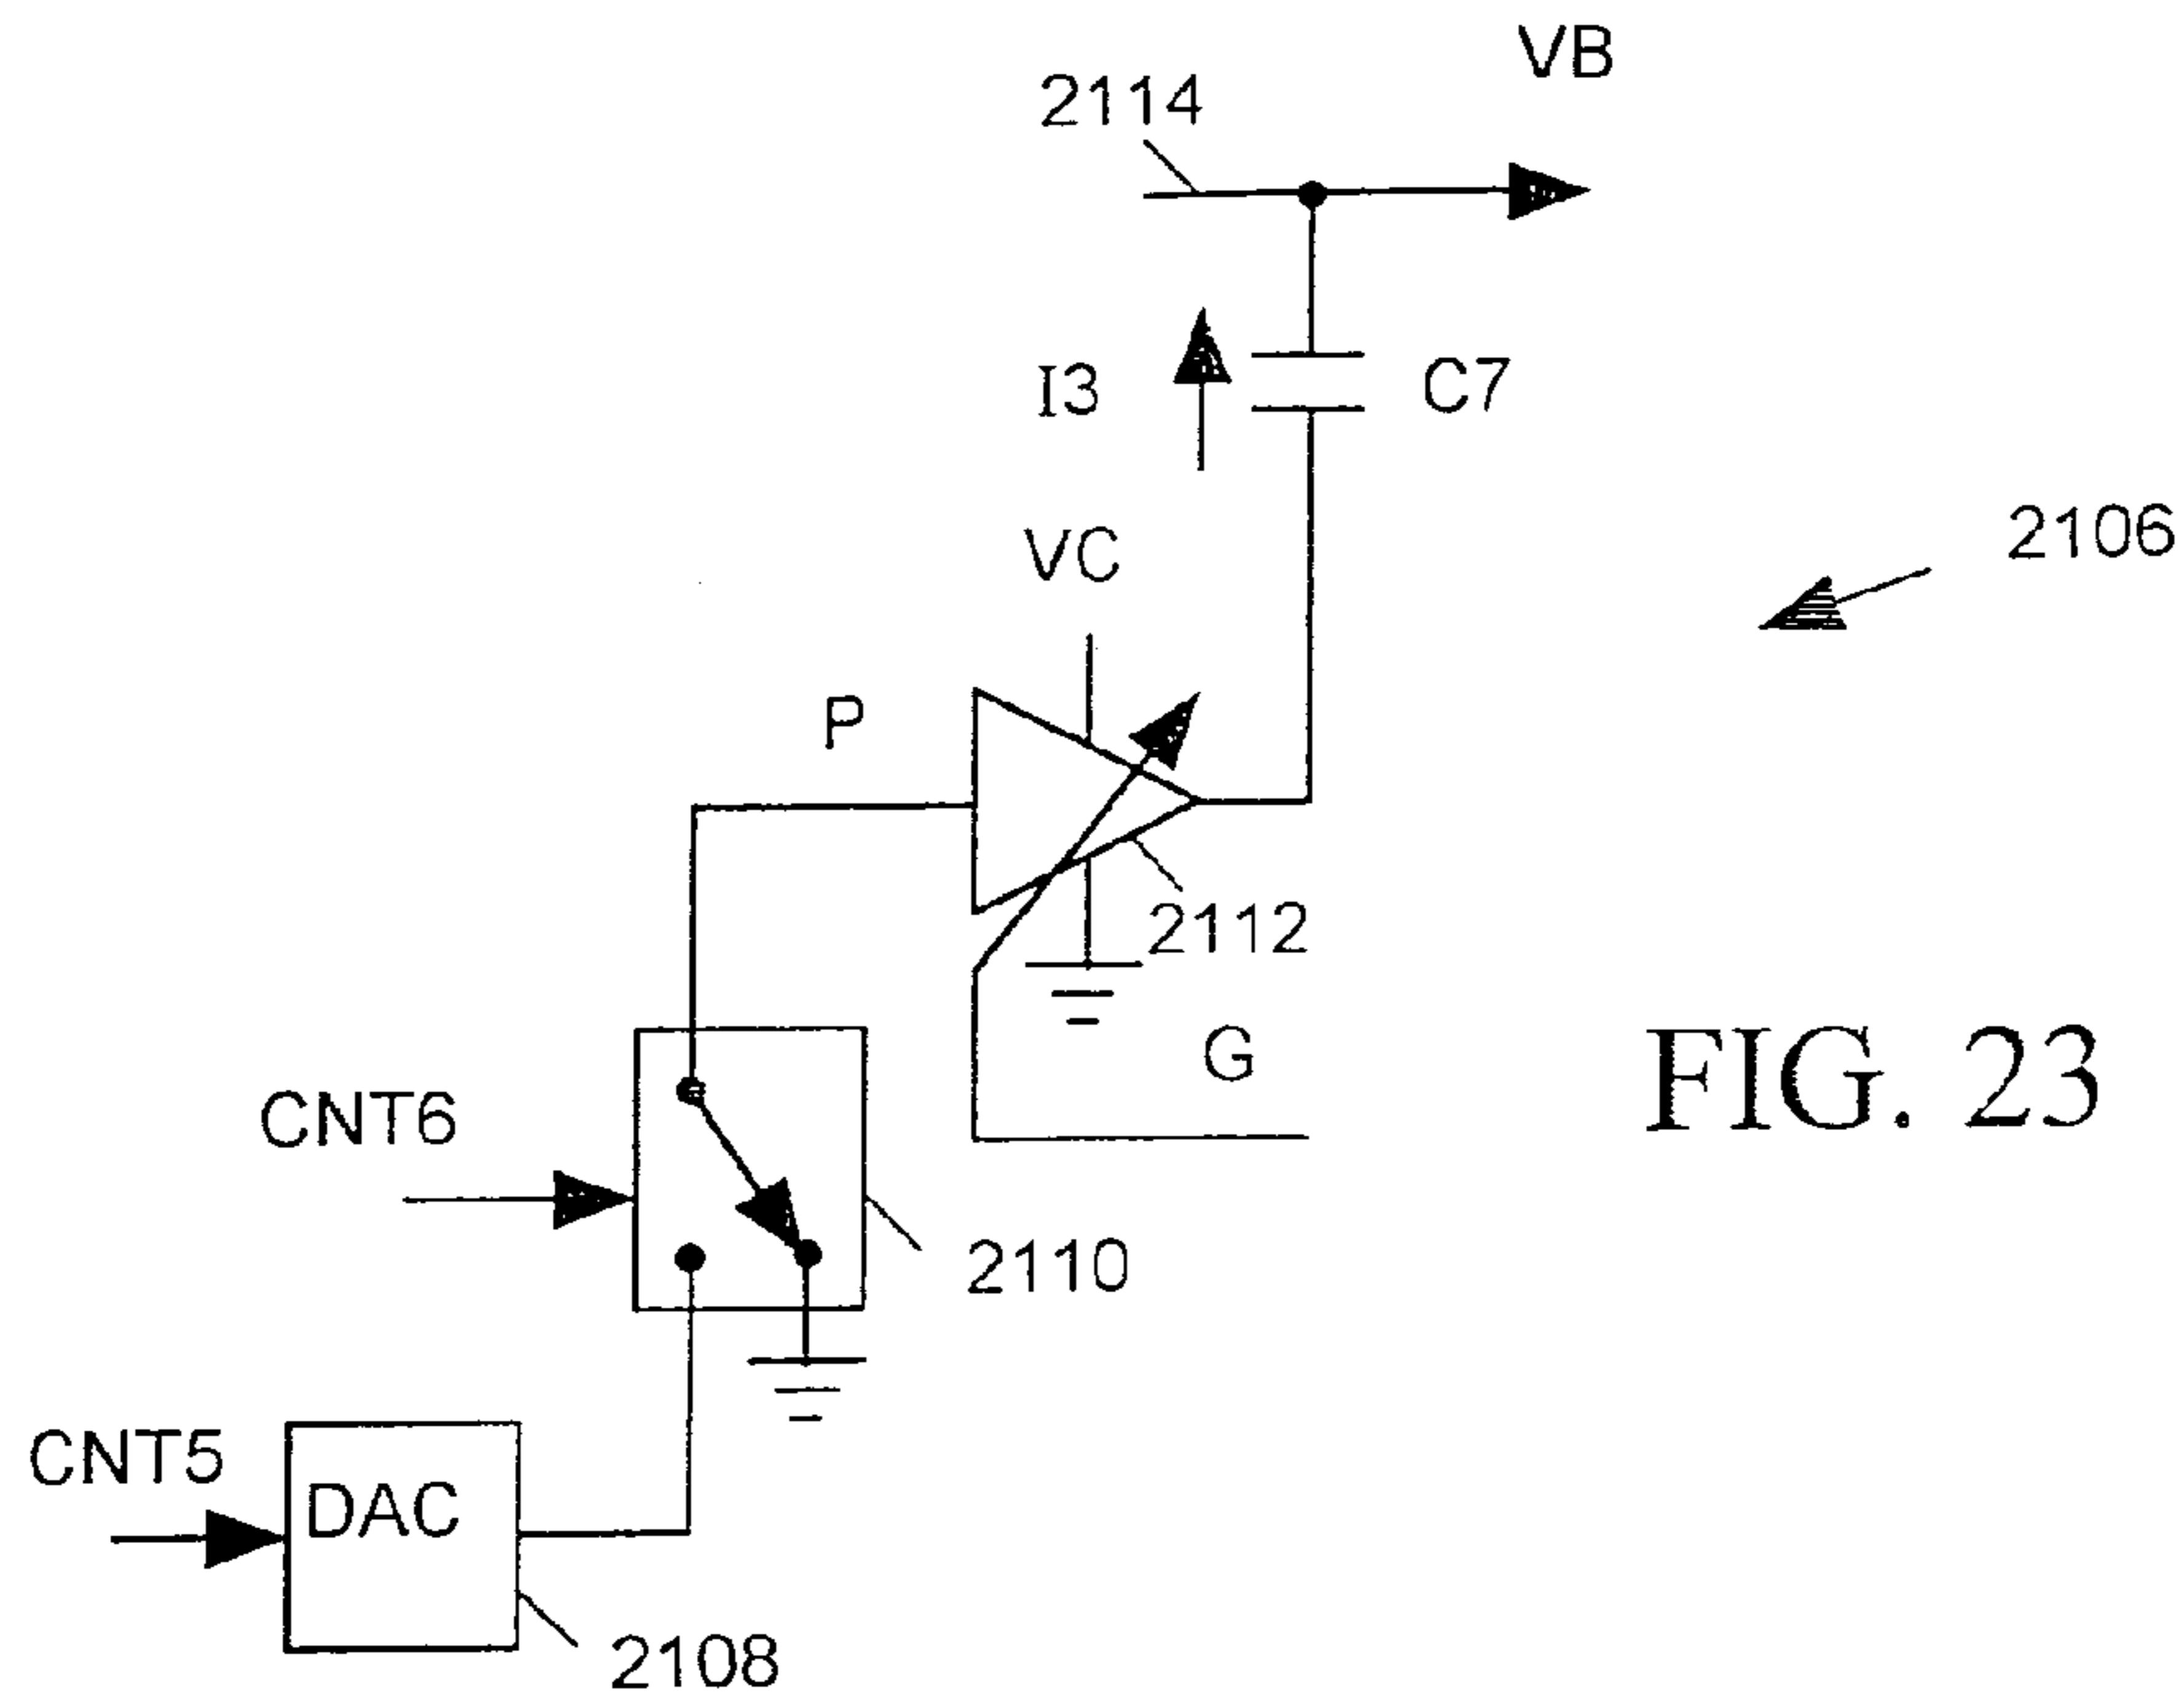 VB
2114
I3
C7
VC
2106
P
2112
G
FIG. 23
CNT6
2110
CNT5
DAC
2108